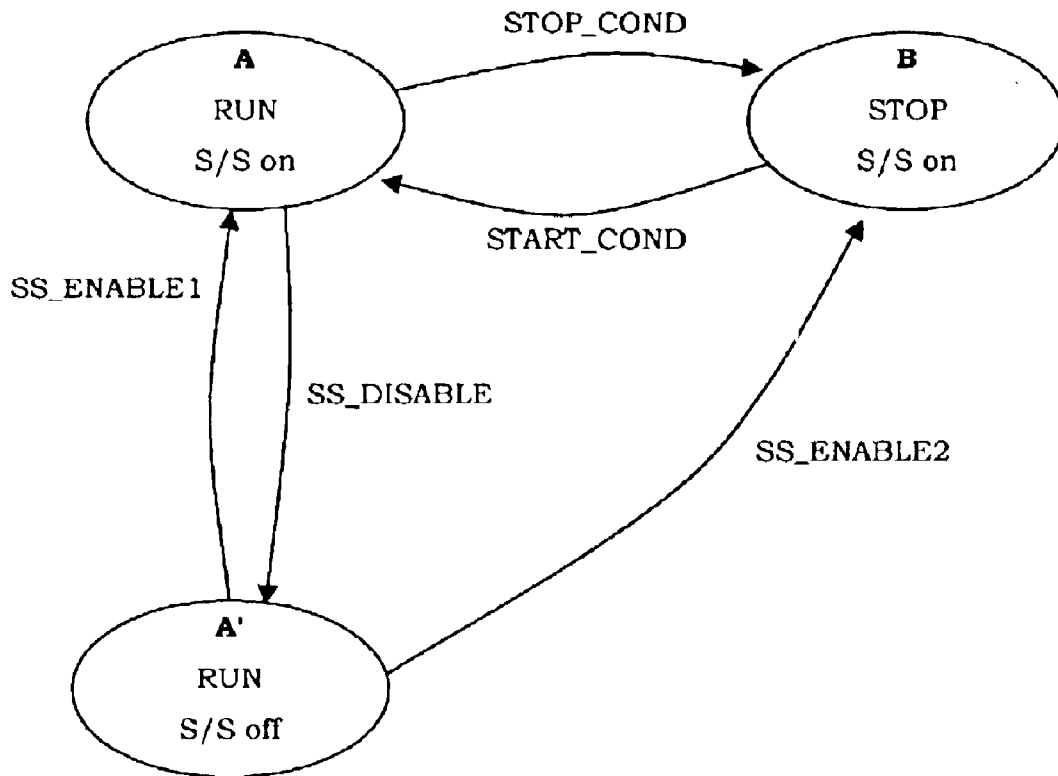 STOP_COND
A
RUN
S/S on
B
STOP
S/S on
START_COND
SS_ENABLE1
SS_DISABLE
SS_ENABLE2
A'
RUN
S/S off